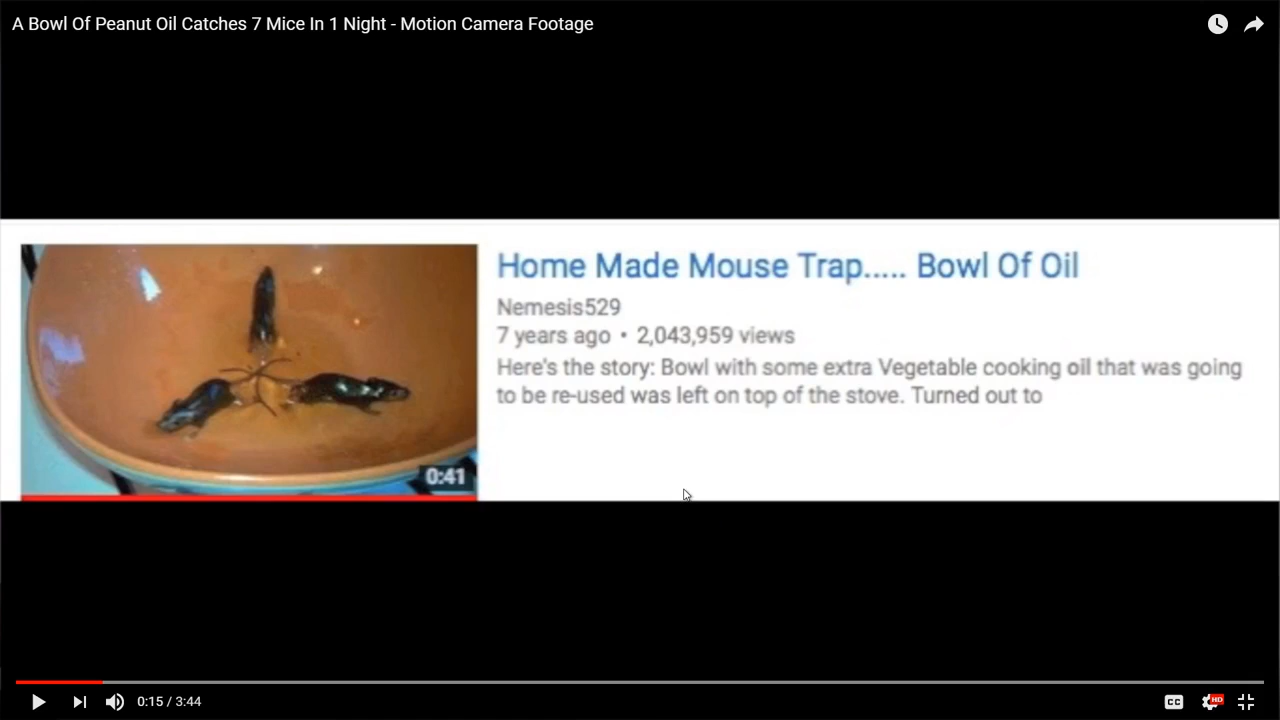 A Bowl Of Peanut Oil Catches 7 Mice In 1 Night - Motion Camera Footage
Home Made Mouse Trap..... Bowl Of Oil
Nemesis529
7 years ago • 2,043,959 views
Here's the story: Bowl with some extra Vegetable cooking oil that was going
to be re-used was left on top of the stove. Turned out to
0:41
0:15 / 3:44
CC
HD